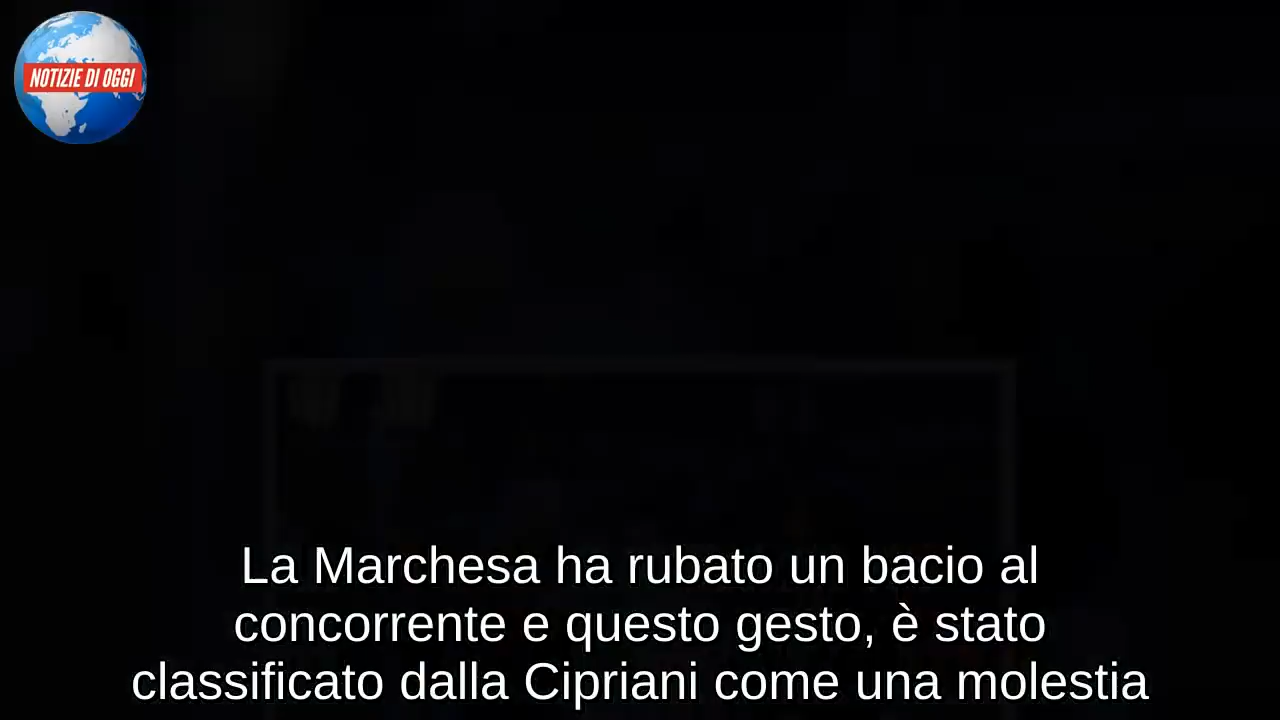 NOTIZIE DI OGGI
La Marchesa ha rubato un bacio al
concorrente e questo gesto, è stato
classificato dalla Cipriani come una molestia